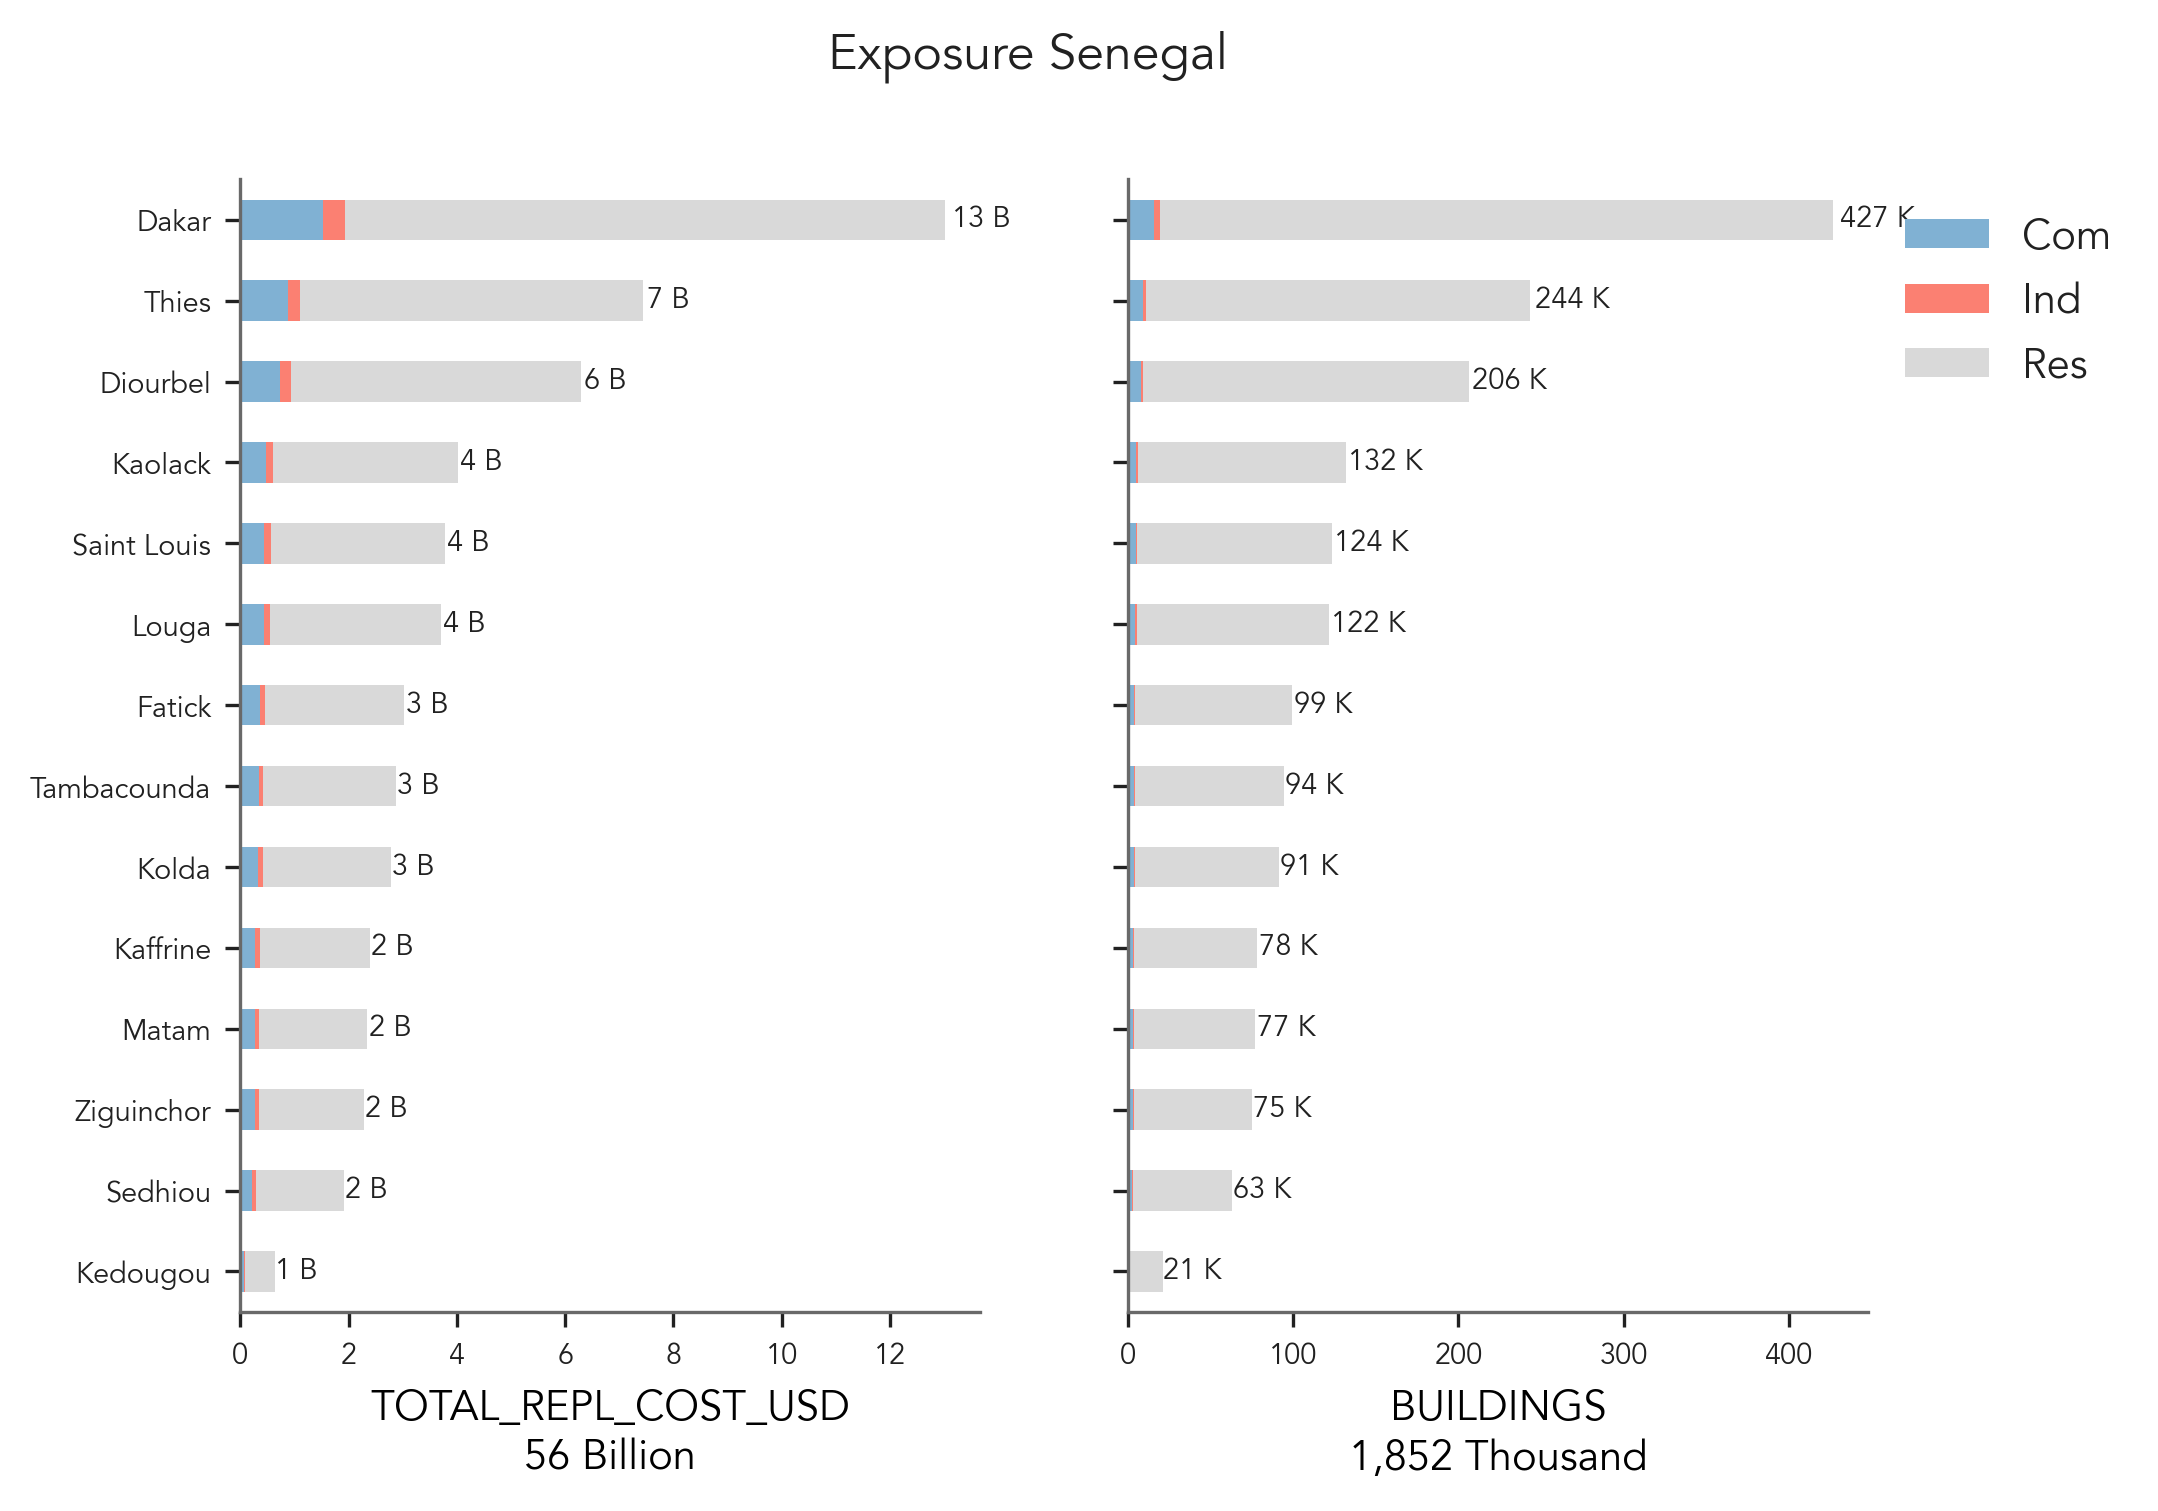 Exposure Senegal
Dakar 13 B 427 K
Thies 7 B 244 K
Diourbel 6 B 206 K
Kaolack 4 B 132 K
Saint Louis 4 B 124 K
Louga 4 B 122 K
Fatick 3 B 99 K
Tambacounda 3 B 94 K
Kolda 3 B 91 K
Kaffrine 2 B 78 K
Matam 2 B 77 K
Ziguinchor 2 B 75 K
Sedhiou 2 B 63 K
Kedougou 1 B 21 K
0 2 4 6 8 10 12
TOTAL_REPL_COST_USD
56 Billion
0 100 200 300 400
BUILDINGS
1,852 Thousand
Com
Ind
Res